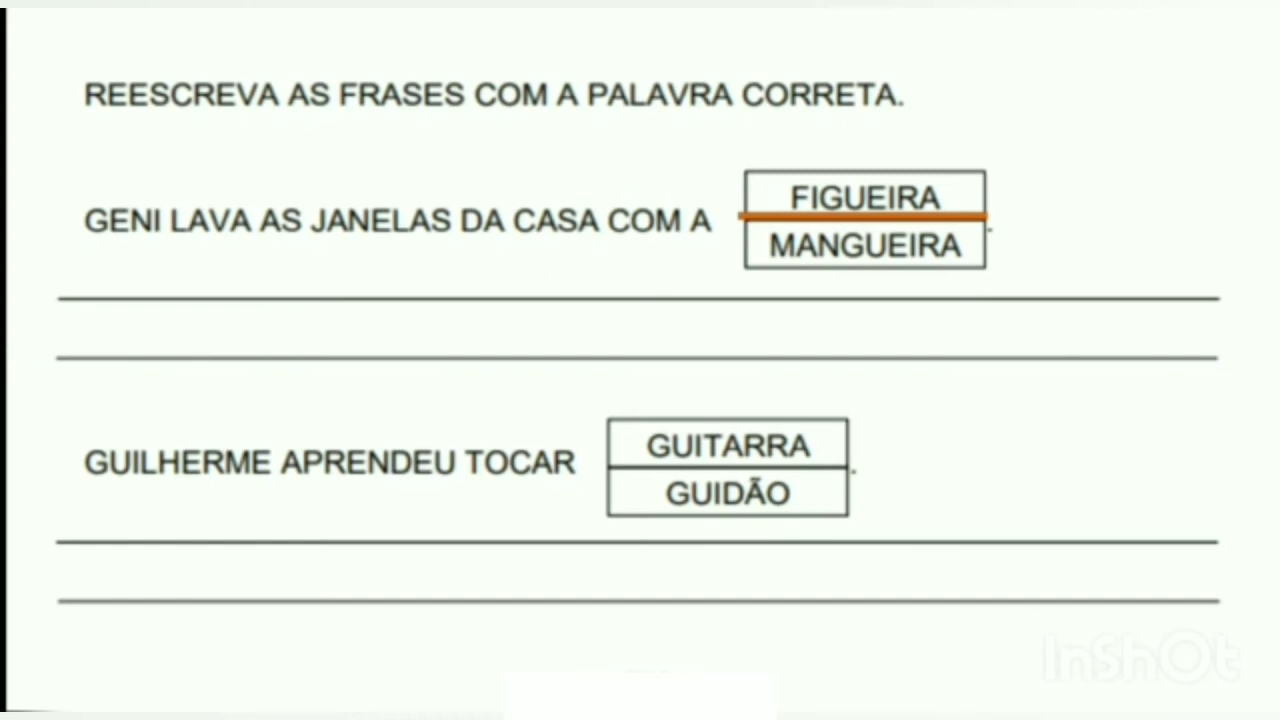 REESCREVA AS FRASES COM A PALAVRA CORRETA.
FIGUEIRA
GENI LAVA AS JANELAS DA CASA COM A
MANGUEIRA.
GUITARRA
GUILHERME APRENDEU TOCAR
GUIDÃO.
InShOt